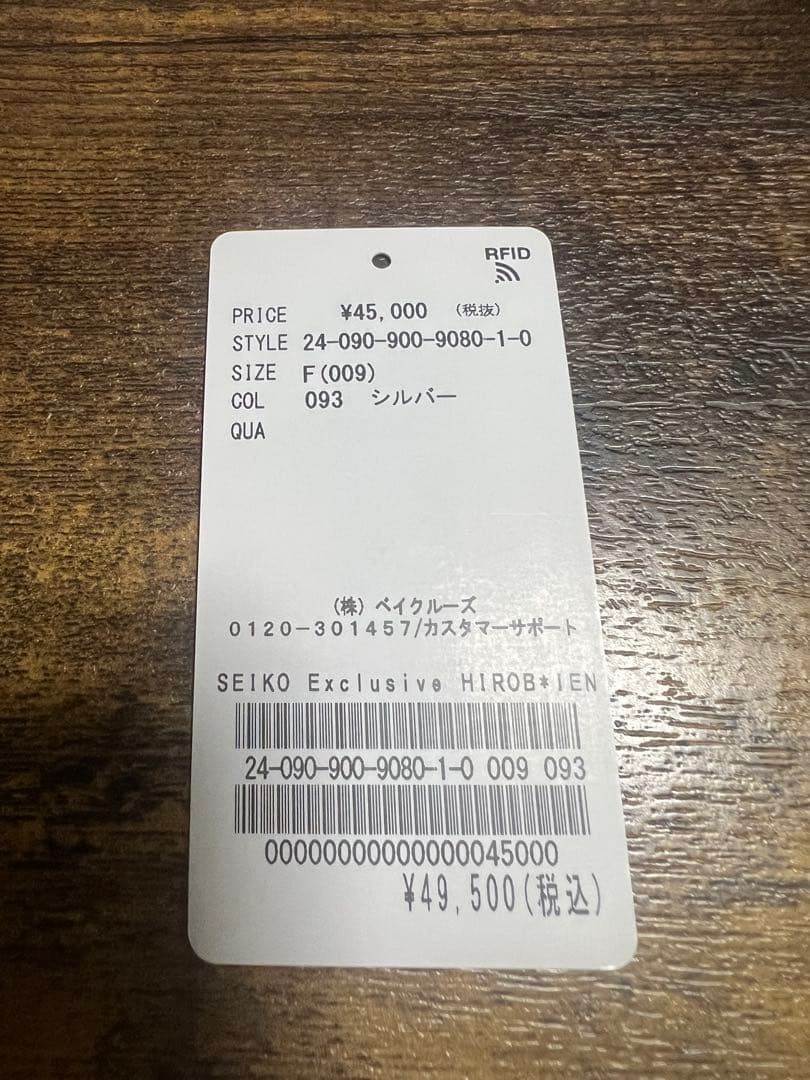 RFID
PRICE ¥45,000 (税抜)
STYLE 24-090-900-9080-1-0
SIZE F(009)
COL 093 シルバー
QUA
(株) ベイクルーズ
0120-301457/カスタマーサポート
SEIKO Exclusive HIROB*IEN
24-090-900-9080-1-0 009 093
00000000000000045000
¥49,500(税込)